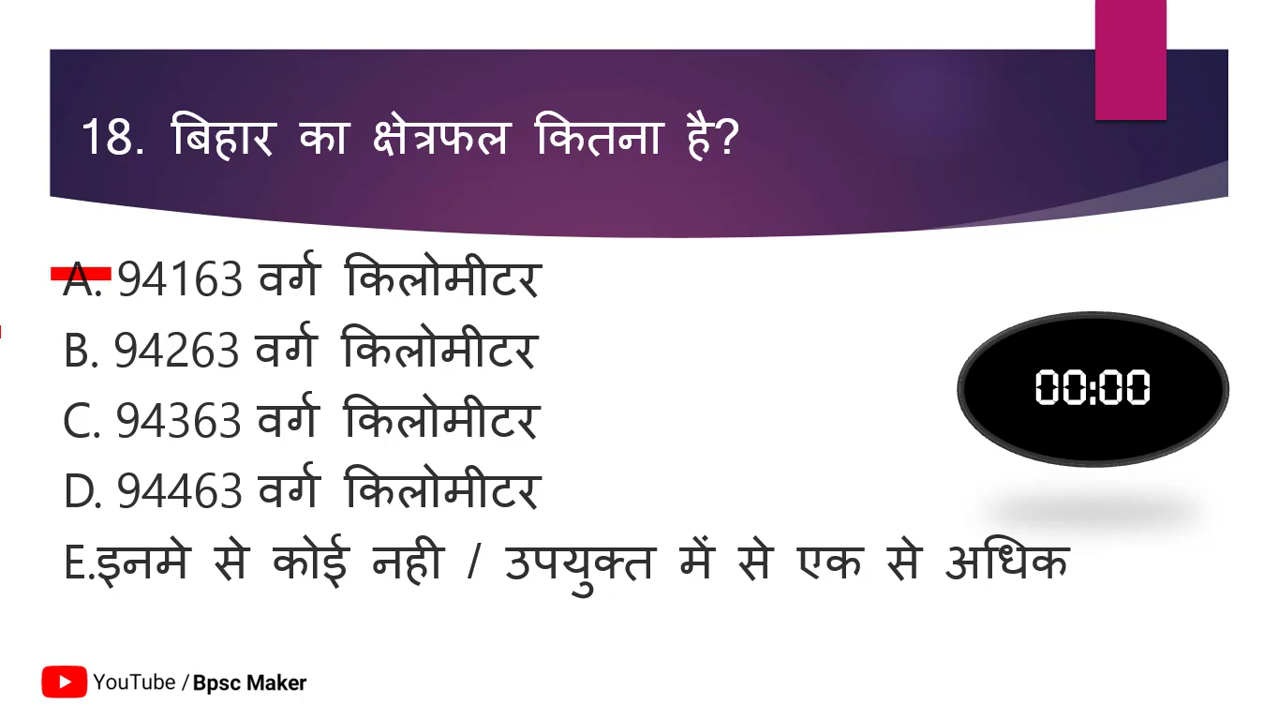 18. बिहार का क्षेत्रफल कितना है?
A. 94163 वर्ग किलोमीटर
B. 94263 वर्ग किलोमीटर
C. 94363 वर्ग किलोमीटर
00:00
D. 94463 वर्ग किलोमीटर
E.इनमे से कोई नही / उपयुक्त में से एक से अधिक
YouTube / Bpsc Maker